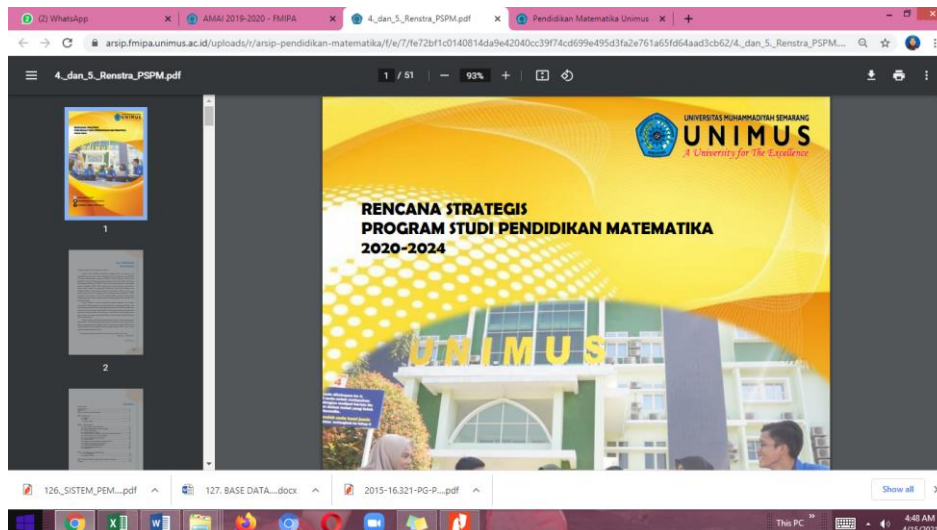 (2) WhatsApp
AMAI 2019-2020 - FMIPA
4._dan_5._Renstra_PSPM.pdf
Pendidikan Matematika Unimus
arsip.fmipa.unimus.ac.id/uploads/r/arsip-pendidikan-matematika/f/e/7/fe72bf1c0140814da9e42040cc39f74cd699e495d3fa2e761a65fd64aad3cb62/4._dan_5._Renstra_PSPM....
4._dan_5._Renstra_PSPM.pdf
1 / 51
93%
UNIVERSITAS MUHAMMADIYAH SEMARANG
UNIMUS
A University for The Excellence
RENCANA STRATEGIS
PROGRAM STUDI PENDIDIKAN MATEMATIKA
2020-2024
UNIMUS
1
2
126._SISTEM_PEM....pdf
127. BASE DATA....docx
2015-16.321-PG-P....pdf
Show all
This PC
4:48 AM